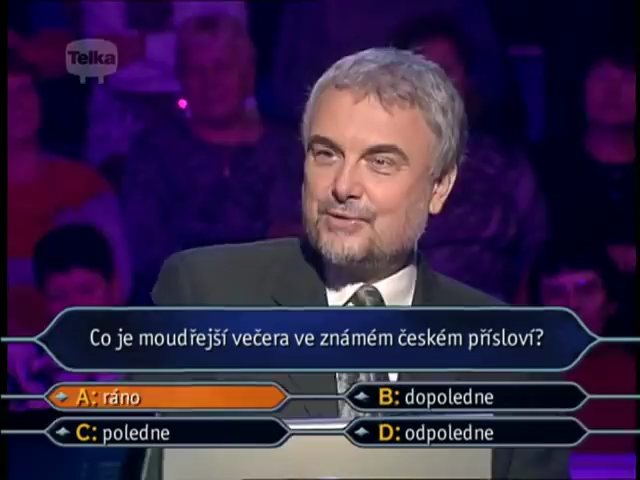 Telka
Co je moudřejší večera ve známém českém přísloví?
A: ráno
B: dopoledne
C: poledne
D: odpoledne